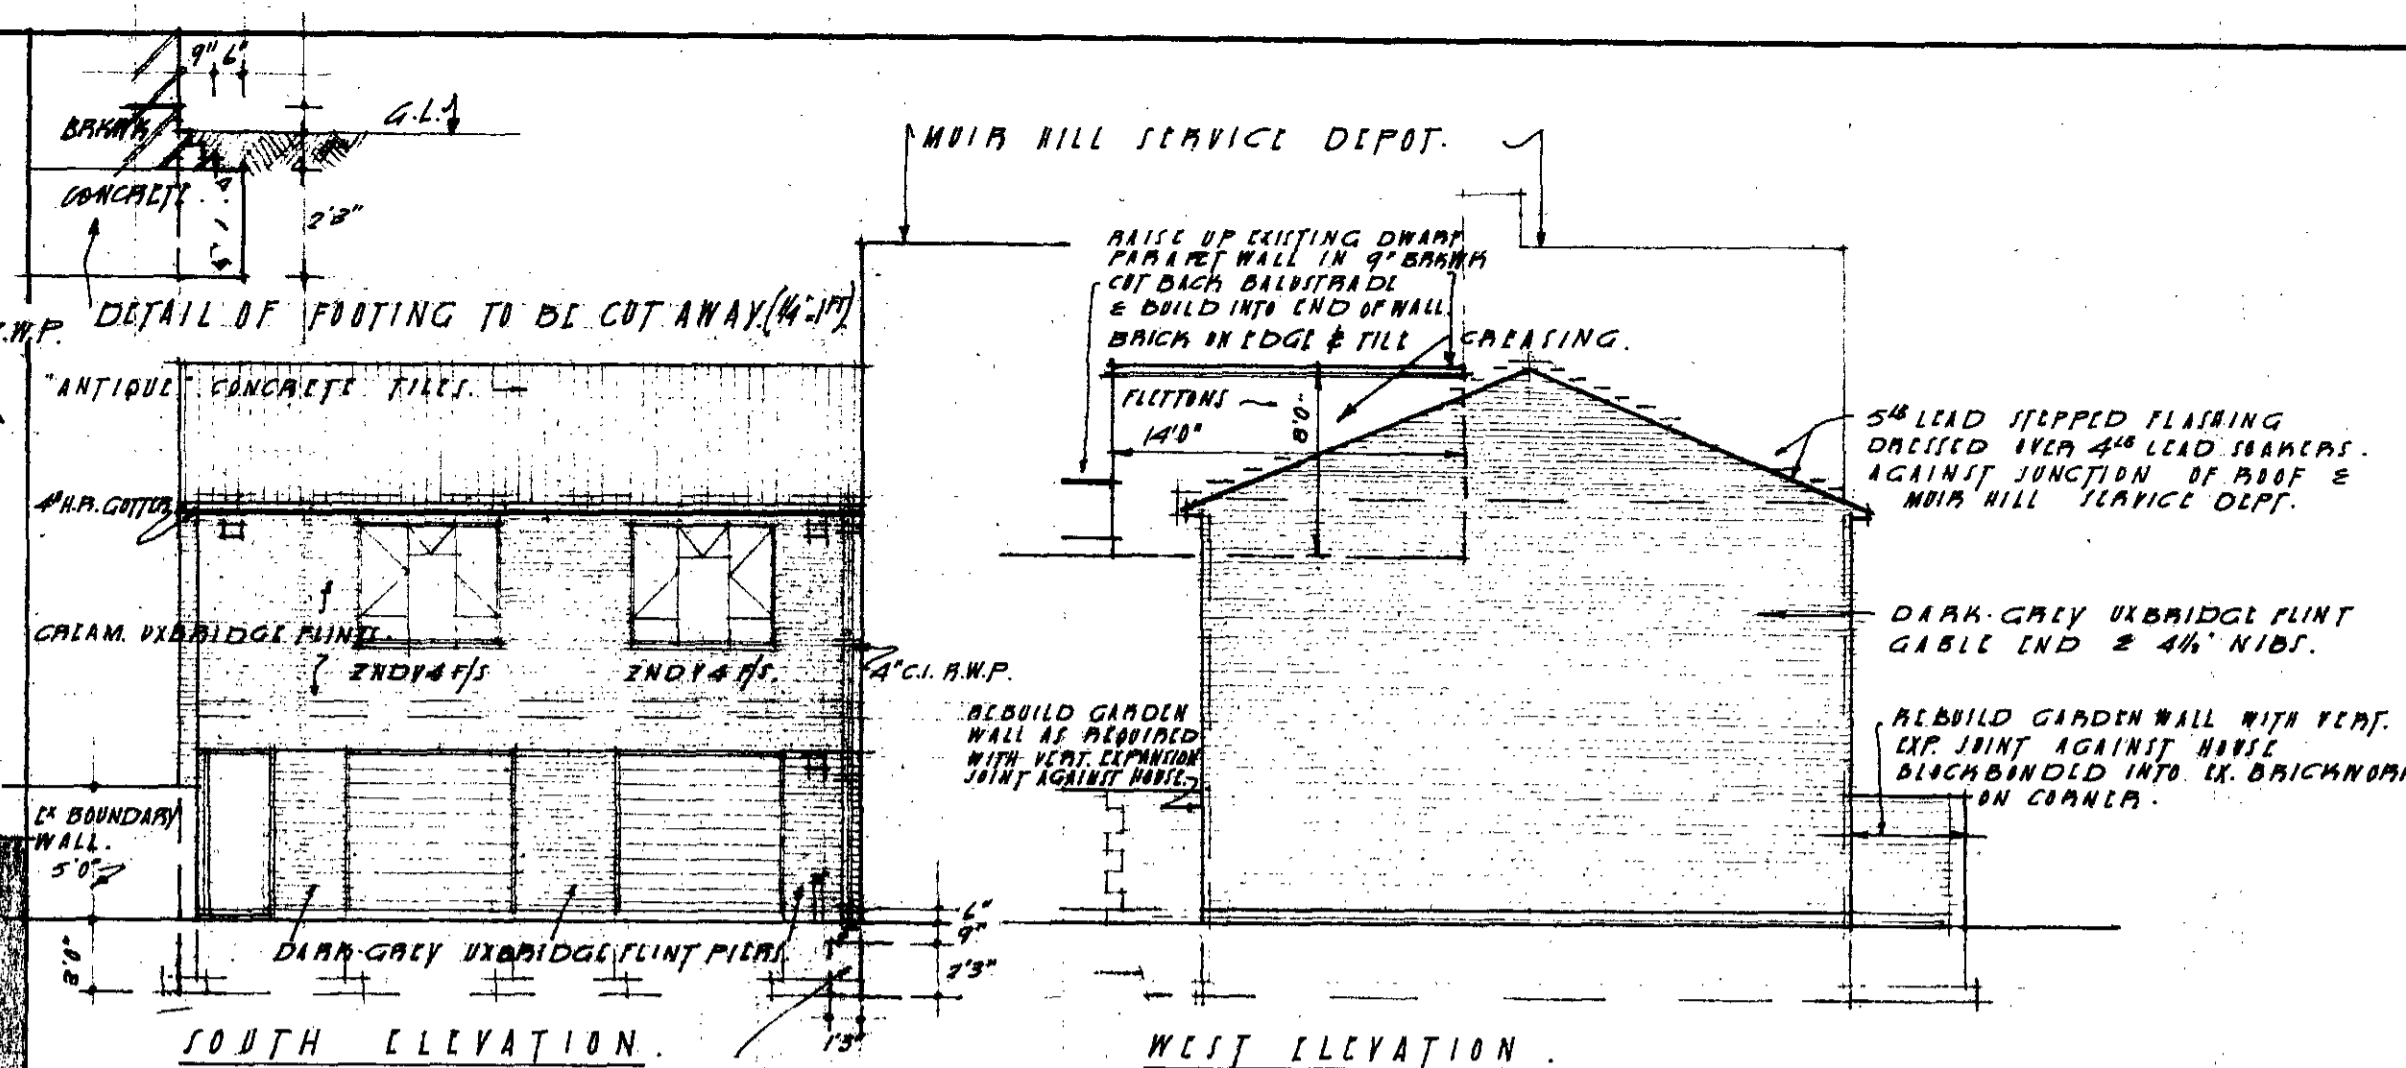 9" 6"
BRKWK
G.L.
CONCRETE
2'3"
DETAIL OF FOOTING TO BE CUT AWAY. (1/4"=1FT)
.W.P.
"ANTIQUE" CONCRETE TILES.
4" H.R. GUTTER
CREAM UXBRIDGE FLINTS.
2NDV4 F/S
2NDV4 F/S.
4" C.I. R.W.P.
EX BOUNDARY
WALL.
5'0"
DARK-GREY UXBRIDGE FLINT PIERS.
6"
9"
2'3"
1'3"
SOUTH ELEVATION.
MUIR HILL SERVICE DEPOT.
RAISE UP EXISTING DWARF
PARAPET WALL IN 9" BRKWK
CUT BACK BALUSTRADE
& BUILD INTO END OF WALL.
BRICK ON EDGE & TILE CREASING.
FLETTONS
14'0"
8'0"
5LB LEAD STEPPED FLASHING
DRESSED OVER 4LB LEAD SOAKERS.
AGAINST JUNCTION OF ROOF &
MUIR HILL SERVICE DEPT.
DARK-GREY UXBRIDGE FLINT
GABLE END & 4½" NIBS.
REBUILD GARDEN
WALL AS REQUIRED
WITH VERT. EXPANSION
JOINT AGAINST HOUSE.
REBUILD GARDEN WALL WITH VERT.
EXP. JOINT AGAINST HOUSE
BLOCKBONDED INTO EX. BRICKWORK
ON CORNER.
WEST ELEVATION.